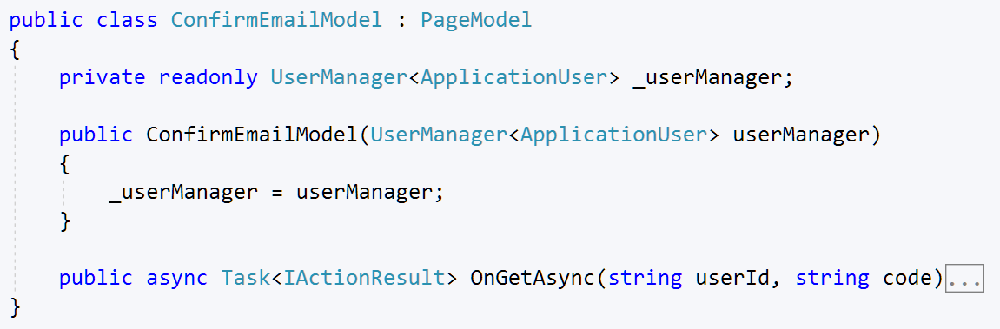 public class ConfirmEmailModel : PageModel
{
    private readonly UserManager<ApplicationUser> _userManager;

    public ConfirmEmailModel(UserManager<ApplicationUser> userManager)
    {
        _userManager = userManager;
    }

    public async Task<IActionResult> OnGetAsync(string userId, string code)...
}